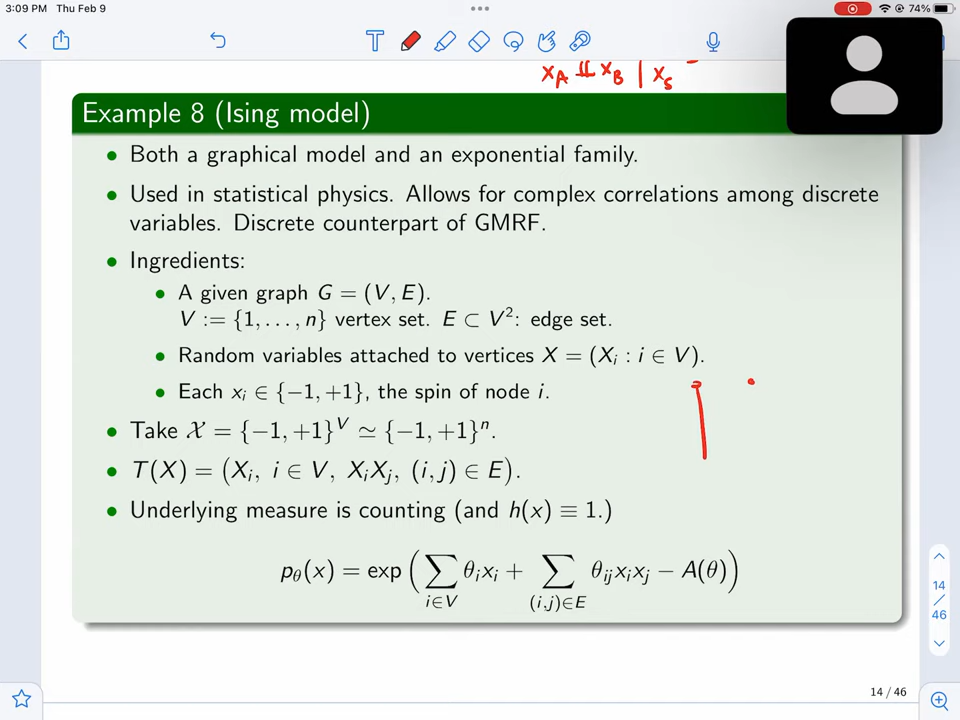 3:09 PM Thu Feb 9
74%
X_A ⫫ X_B | X_S
Example 8 (Ising model)
• Both a graphical model and an exponential family.
• Used in statistical physics. Allows for complex correlations among discrete
variables. Discrete counterpart of GMRF.
• Ingredients:
• A given graph G = (V, E).
V := {1, . . . , n} vertex set. E ⊂ V²: edge set.
• Random variables attached to vertices X = (X_i : i ∈ V).
• Each x_i ∈ {−1, +1}, the spin of node i.
• Take 𝒳 = {−1, +1}^V ≃ {−1, +1}^n.
• T(X) = (X_i, i ∈ V, X_iX_j, (i, j) ∈ E).
• Underlying measure is counting (and h(x) ≡ 1.)
p_θ(x) = exp(∑_{i∈V} θ_i x_i + ∑_{(i,j)∈E} θ_{ij} x_i x_j − A(θ))
14
/
46
14 / 46